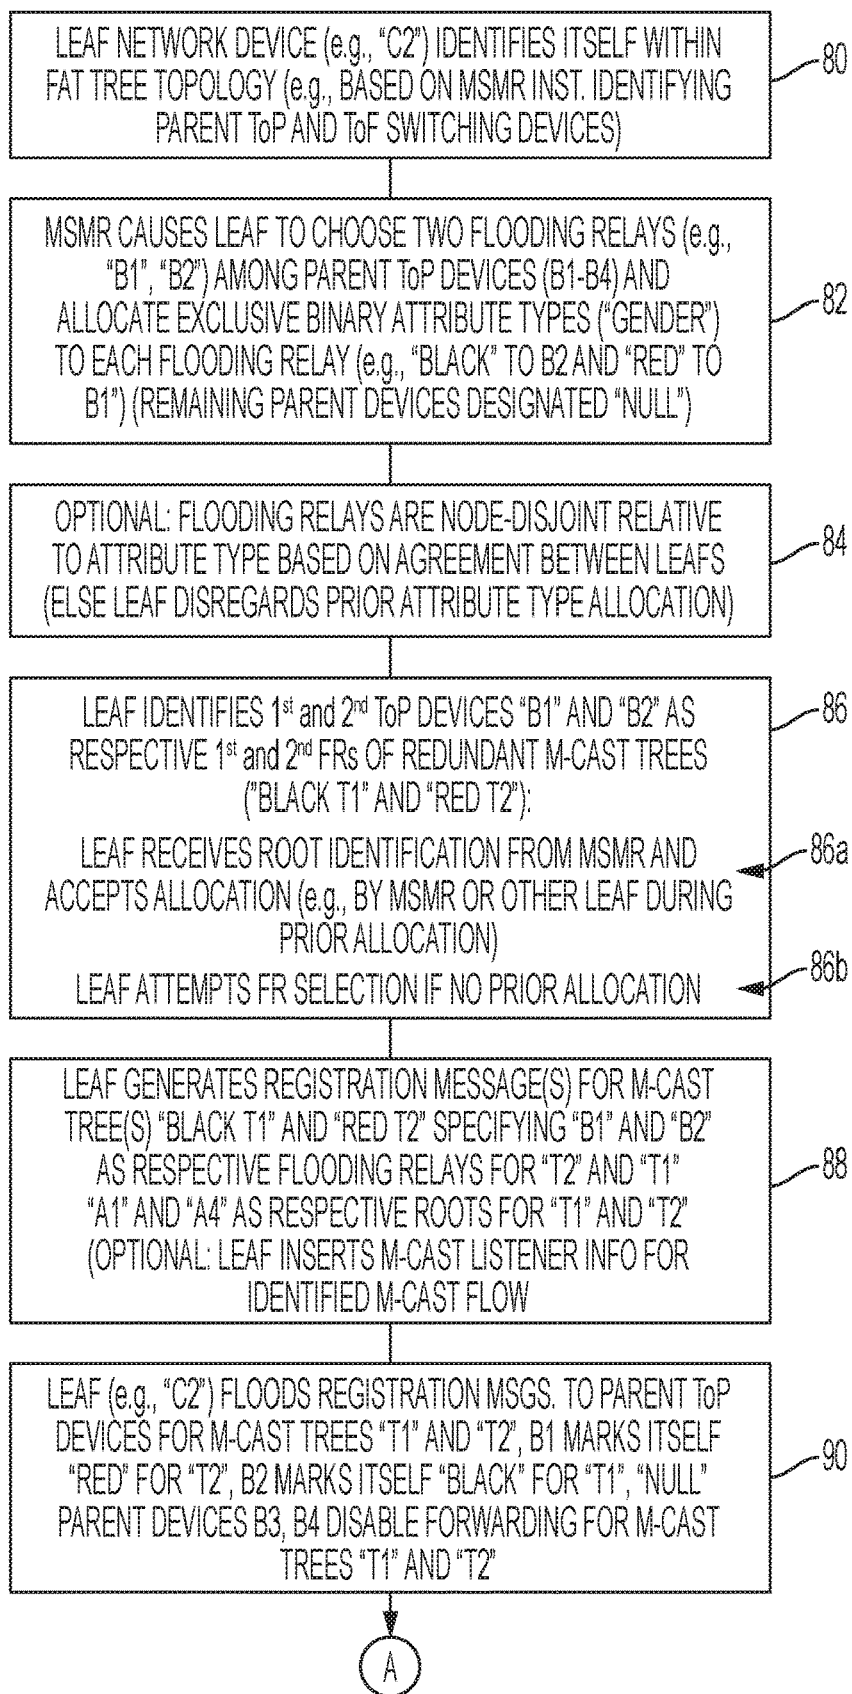 LEAF NETWORK DEVICE (e.g., “C2”) IDENTIFIES ITSELF WITHIN
FAT TREE TOPOLOGY (e.g., BASED ON MSMR INST. IDENTIFYING
PARENT ToP AND ToF SWITCHING DEVICES)
80
MSMR CAUSES LEAF TO CHOOSE TWO FLOODING RELAYS (e.g.,
“B1”, “B2”) AMONG PARENT ToP DEVICES (B1-B4) AND
ALLOCATE EXCLUSIVE BINARY ATTRIBUTE TYPES (“GENDER”)
TO EACH FLOODING RELAY (e.g., “BLACK” TO B2 AND “RED” TO
B1”) (REMAINING PARENT DEVICES DESIGNATED “NULL”)
82
OPTIONAL: FLOODING RELAYS ARE NODE-DISJOINT RELATIVE
TO ATTRIBUTE TYPE BASED ON AGREEMENT BETWEEN LEAFS
(ELSE LEAF DISREGARDS PRIOR ATTRIBUTE TYPE ALLOCATION)
84
LEAF IDENTIFIES 1st and 2nd ToP DEVICES “B1” AND “B2” AS
RESPECTIVE 1st and 2nd FRs OF REDUNDANT M-CAST TREES
(”BLACK T1” AND “RED T2”):
86
LEAF RECEIVES ROOT IDENTIFICATION FROM MSMR AND
ACCEPTS ALLOCATION (e.g., BY MSMR OR OTHER LEAF DURING
PRIOR ALLOCATION)
86a
LEAF ATTEMPTS FR SELECTION IF NO PRIOR ALLOCATION
86b
LEAF GENERATES REGISTRATION MESSAGE(S) FOR M-CAST
TREE(S) “BLACK T1” AND “RED T2” SPECIFYING “B1” AND “B2”
AS RESPECTIVE FLOODING RELAYS FOR “T2” AND “T1”
“A1” AND “A4” AS RESPECTIVE ROOTS FOR “T1” AND “T2”
(OPTIONAL: LEAF INSERTS M-CAST LISTENER INFO FOR
IDENTIFIED M-CAST FLOW
88
LEAF (e.g., “C2”) FLOODS REGISTRATION MSGS. TO PARENT ToP
DEVICES FOR M-CAST TREES “T1” AND “T2”, B1 MARKS ITSELF
“RED” FOR “T2”, B2 MARKS ITSELF “BLACK” FOR “T1”, “NULL”
PARENT DEVICES B3, B4 DISABLE FORWARDING FOR M-CAST
TREES “T1” AND “T2”
90
A